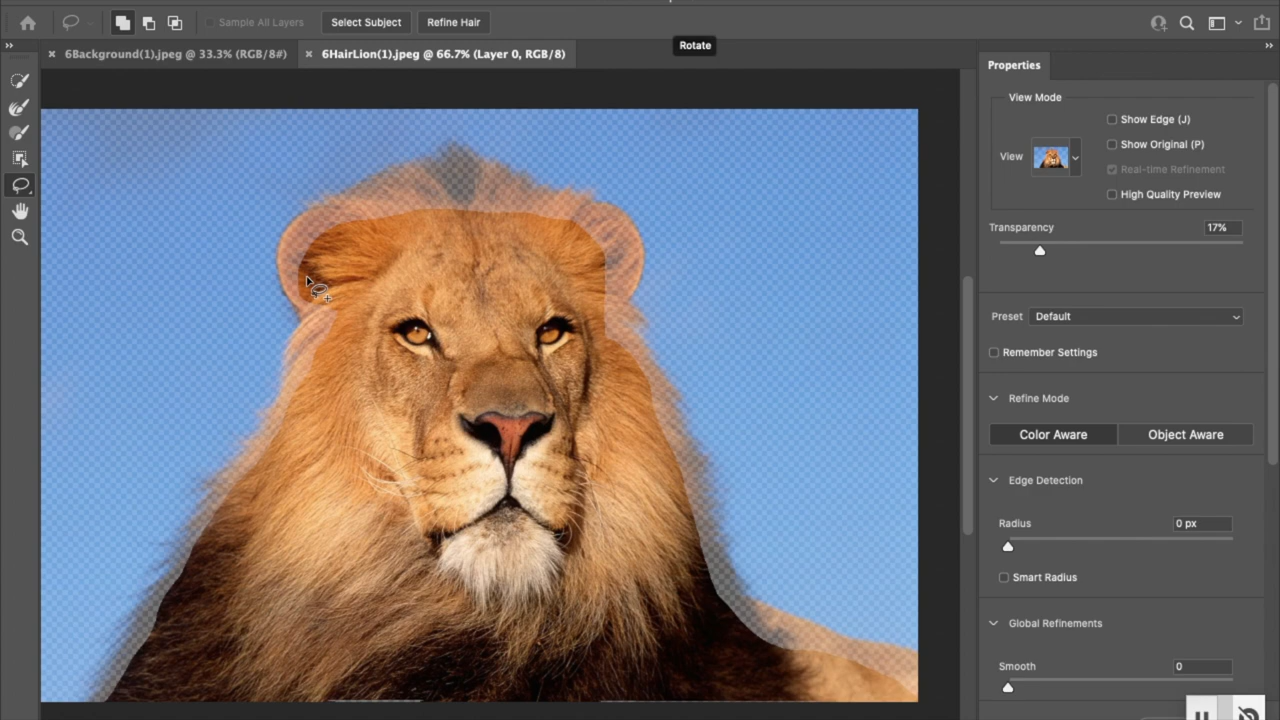 Sample All Layers Select Subject Refine Hair
Rotate
6Background(1).jpeg @ 33.3% (RGB/8#) 6HairLion(1).jpeg @ 66.7% (Layer 0, RGB/8)
Properties
View Mode
Show Edge (J)
Show Original (P)
View
Real-time Refinement
High Quality Preview
Transparency 17%
Preset Default
Remember Settings
Refine Mode
Color Aware Object Aware
Edge Detection
Radius 0 px
Smart Radius
Global Refinements
Smooth 0